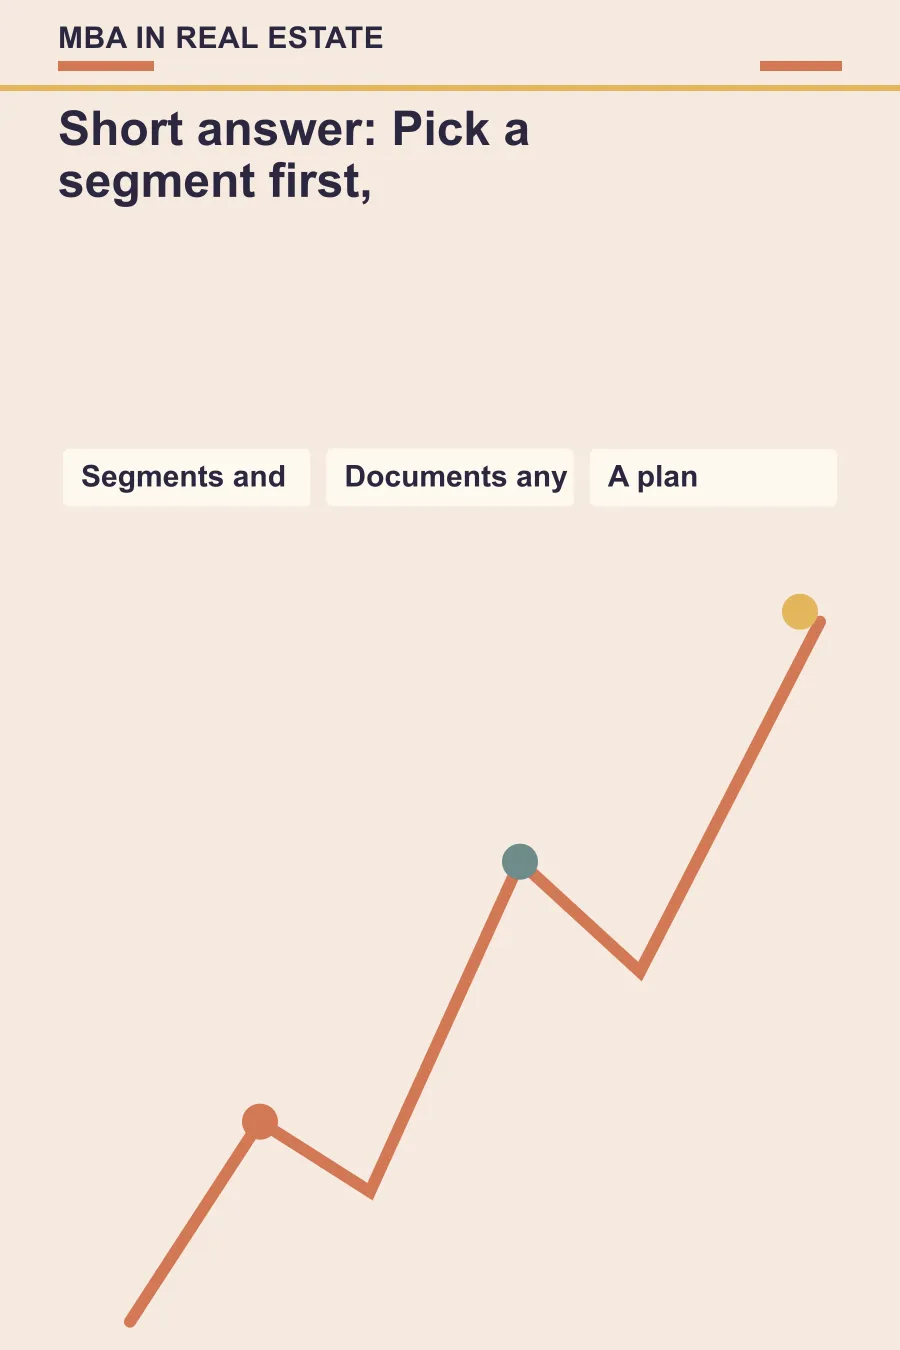 MBA IN REAL ESTATE
Short answer: Pick a
segment first,
Segments and
Documents any
A plan